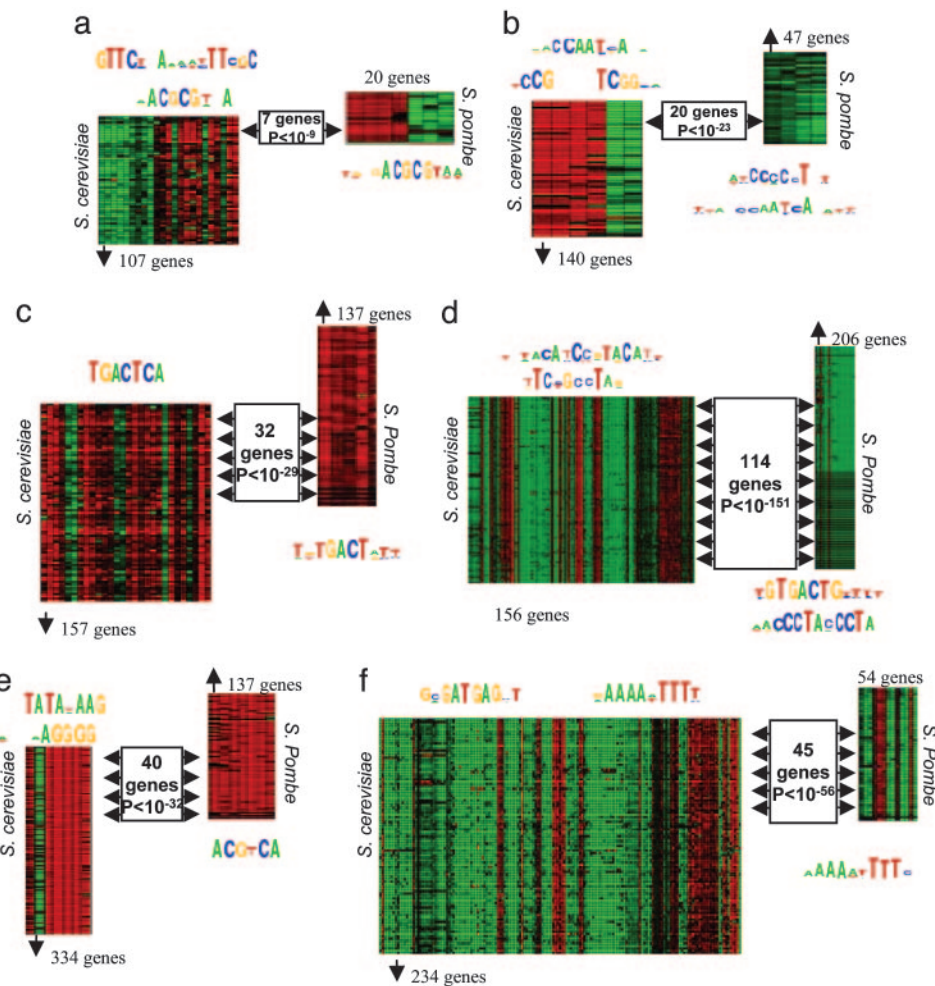 a
20 genes
S. cerevisiae
7 genes
P<10-9
S. pombe
ACGCGT A
107 genes
b
47 genes
S. cerevisiae
20 genes
P<10-23
S. pombe
140 genes
c
137 genes
TGACTCA
S. cerevisiae
32
genes
P<10-29
S. Pombe
157 genes
d
206 genes
S. cerevisiae
114
genes
P<10-151
S. Pombe
156 genes
e
137 genes
S. cerevisiae
40
genes
P<10-32
S. Pombe
ACGTCA
334 genes
f
54 genes
S. cerevisiae
45
genes
P<10-56
S. Pombe
234 genes